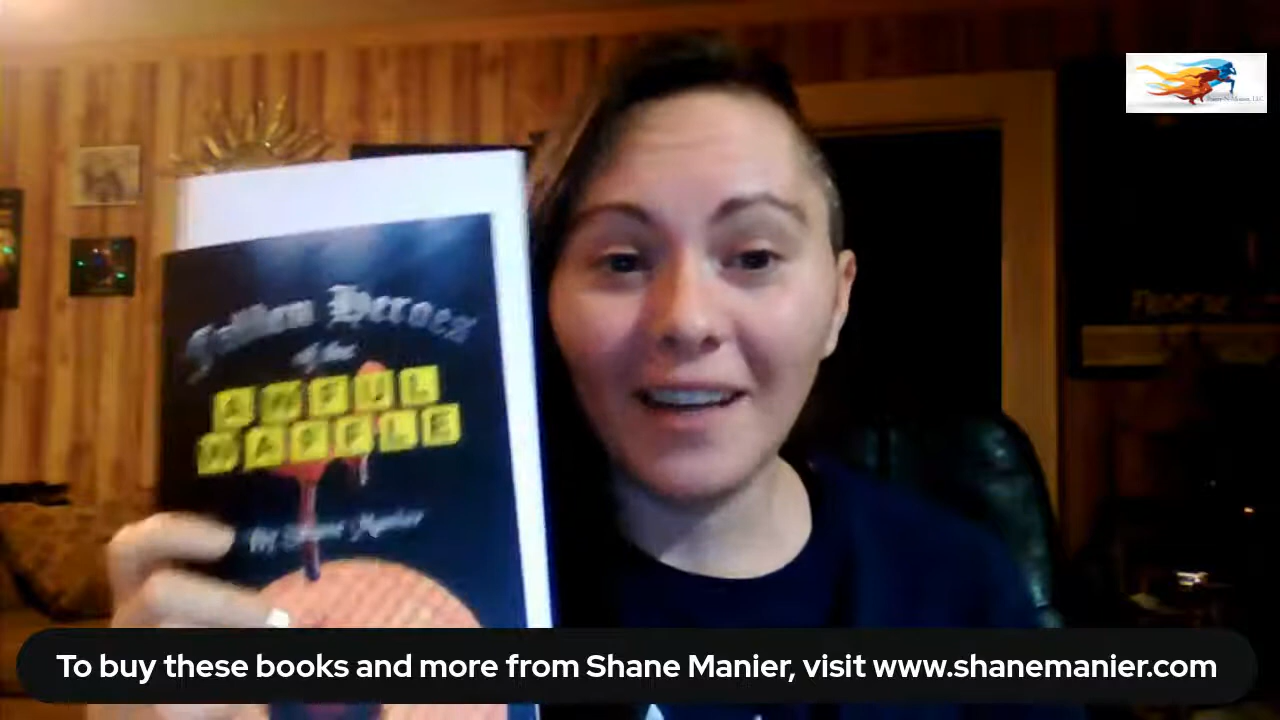 Fallen Heroes
of the
AWFUL
WAFFLE
By Shane Manier
To buy these books and more from Shane Manier, visit www.shanemanier.com